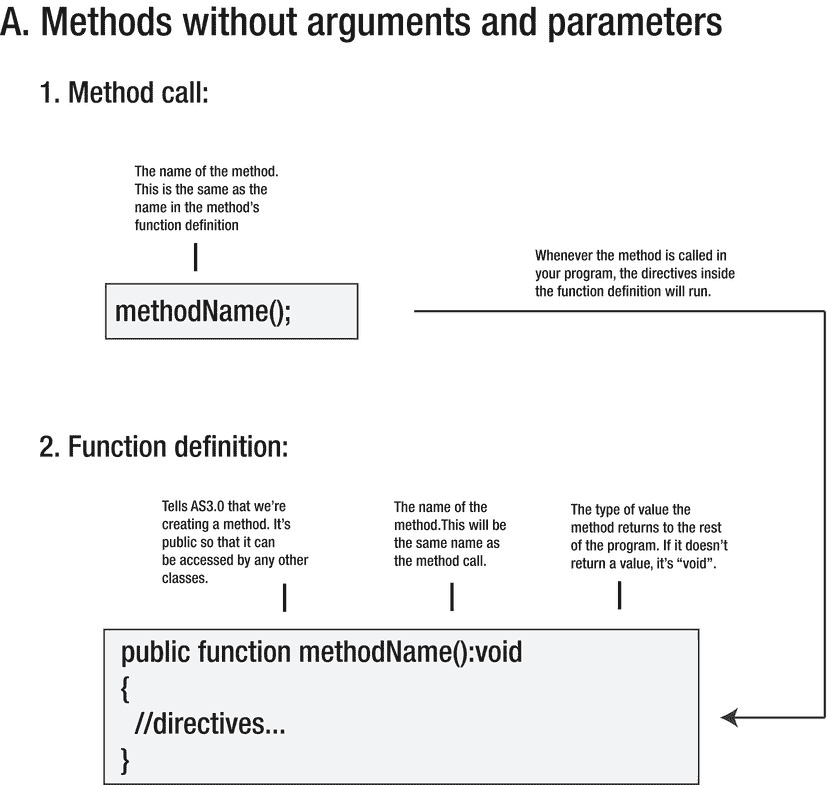 A. Methods without arguments and parameters
1. Method call:
The name of the method.
This is the same as the
name in the method's
function definition
Whenever the method is called in
your program, the directives inside
the function definition will run.
methodName();
2. Function definition:
Tells AS3.0 that we're
creating a method. It's
public so that it can
be accessed by any other
classes.
The name of the
method.This will be
the same name as
the method call.
The type of value the
method returns to the rest
of the program. If it doesn't
return a value, it's “void”.
public function methodName():void
{
//directives...
}